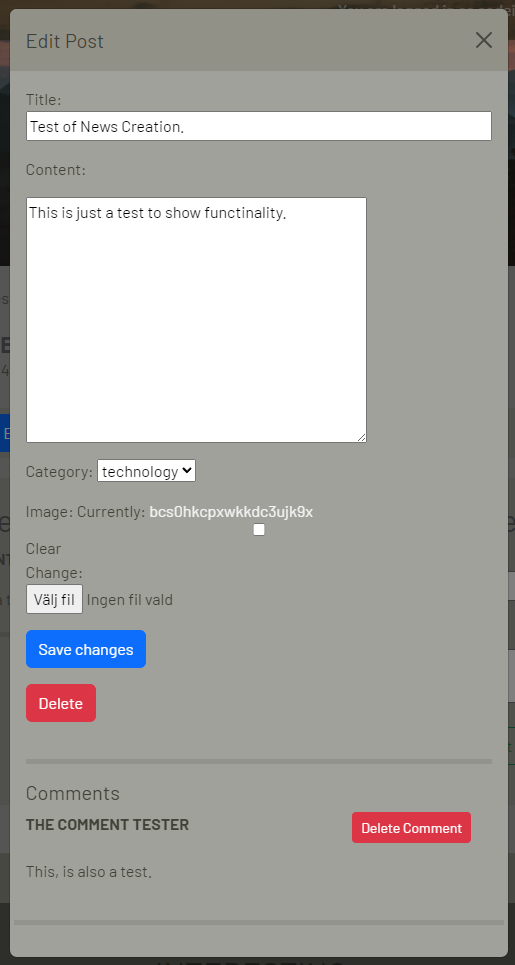 Edit Post
Title:
Test of News Creation.
Content:
This is just a test to show functinality.
Category: technology
Image: Currently: bcs0hkcpxwkkdc3ujk9x
Clear
Change:
Välj fil Ingen fil vald
Save changes
Delete
Comments
THE COMMENT TESTER
Delete Comment
This, is also a test.